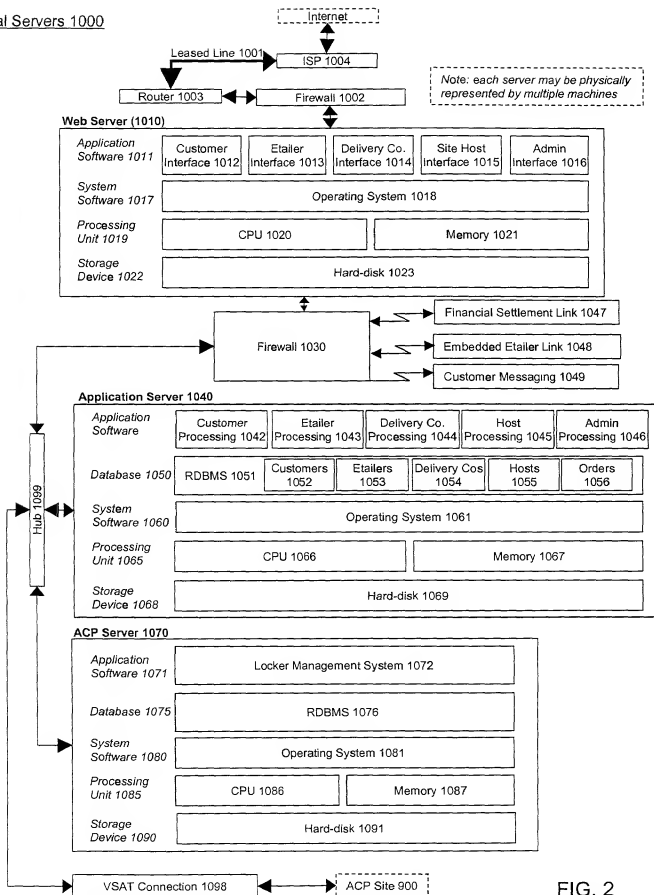 al Servers 1000
Internet
Leased Line 1001
ISP 1004
Router 1003
Firewall 1002
Note: each server may be physically
represented by multiple machines
Web Server (1010)
Application
Software 1011
Customer
Interface 1012
Etailer
Interface 1013
Delivery Co.
Interface 1014
Site Host
Interface 1015
Admin
Interface 1016
System
Software 1017
Operating System 1018
Processing
Unit 1019
CPU 1020
Memory 1021
Storage
Device 1022
Hard-disk 1023
Firewall 1030
Financial Settlement Link 1047
Embedded Etailer Link 1048
Customer Messaging 1049
Application Server 1040
Application
Software
Customer
Processing 1042
Etailer
Processing 1043
Delivery Co.
Processing 1044
Host
Processing 1045
Admin
Processing 1046
Database 1050
RDBMS 1051
Customers
1052
Etailers
1053
Delivery Cos
1054
Hosts
1055
Orders
1056
System
Software 1060
Operating System 1061
Hub 1099
Processing
Unit 1065
CPU 1066
Memory 1067
Storage
Device 1068
Hard-disk 1069
ACP Server 1070
Application
Software 1071
Locker Management System 1072
Database 1075
RDBMS 1076
System
Software 1080
Operating System 1081
Processing
Unit 1085
CPU 1086
Memory 1087
Storage
Device 1090
Hard-disk 1091
VSAT Connection 1098
ACP Site 900
FIG. 2